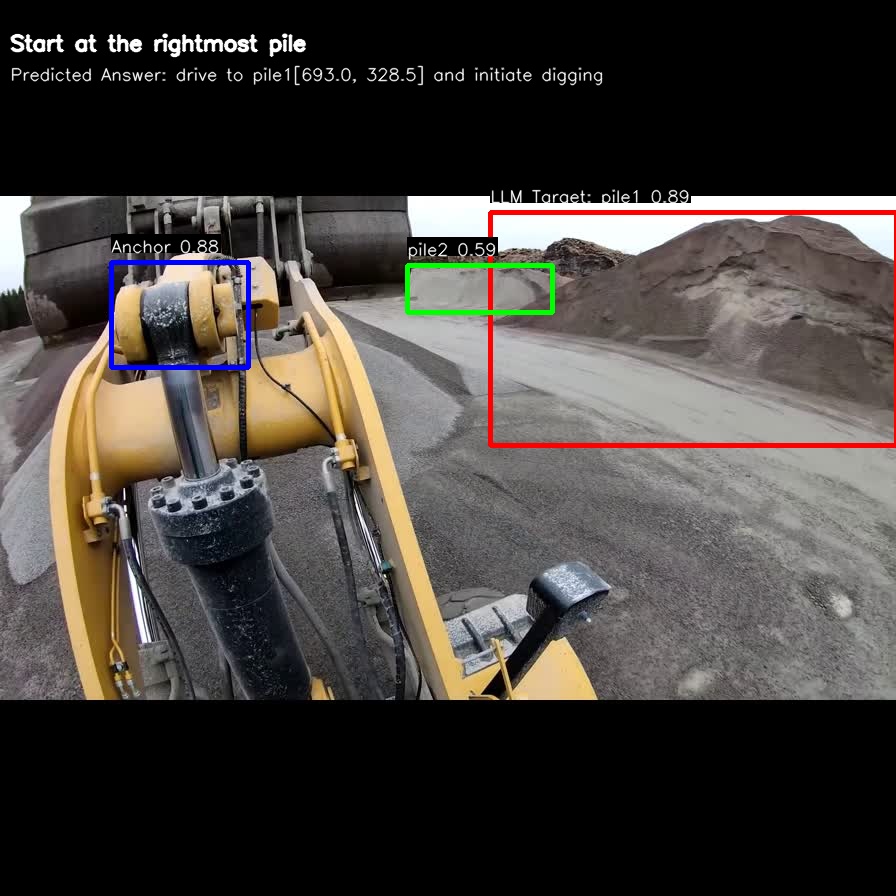 Start at the rightmost pile
Predicted Answer: drive to pile1[693.0, 328.5] and initiate digging
LLM Target: pile1 0.89
Anchor 0.88
pile2 0.59